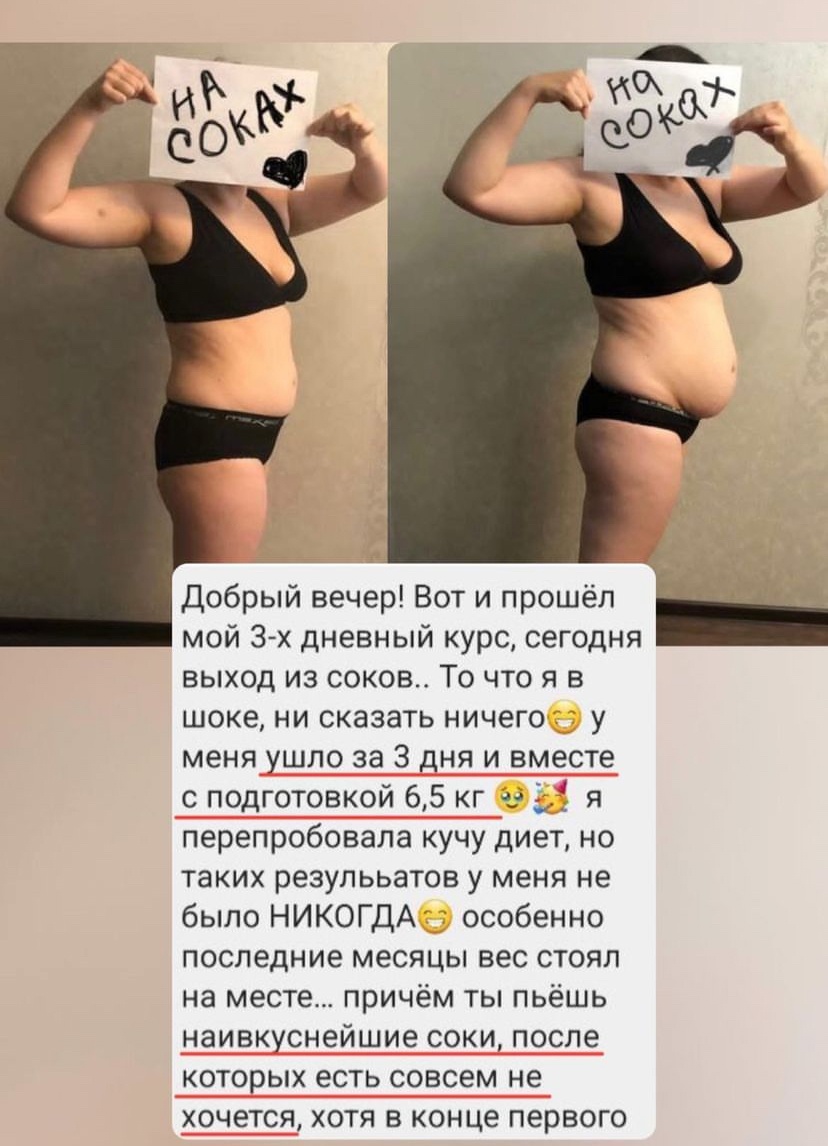 НА
СОКАХ
на
соках
Добрый вечер! Вот и прошёл
мой 3-х дневный курс, сегодня
выход из соков.. То что я в
шоке, ни сказать ничего😁 у
меня ушло за 3 дня и вместе
с подготовкой 6,5 кг 🥹🥳 я
перепробовала кучу диет, но
таких резулььатов у меня не
было НИКОГДА😁 особенно
последние месяцы вес стоял
на месте... причём ты пьёшь
наивкуснейшие соки, после
которых есть совсем не
хочется, хотя в конце первого